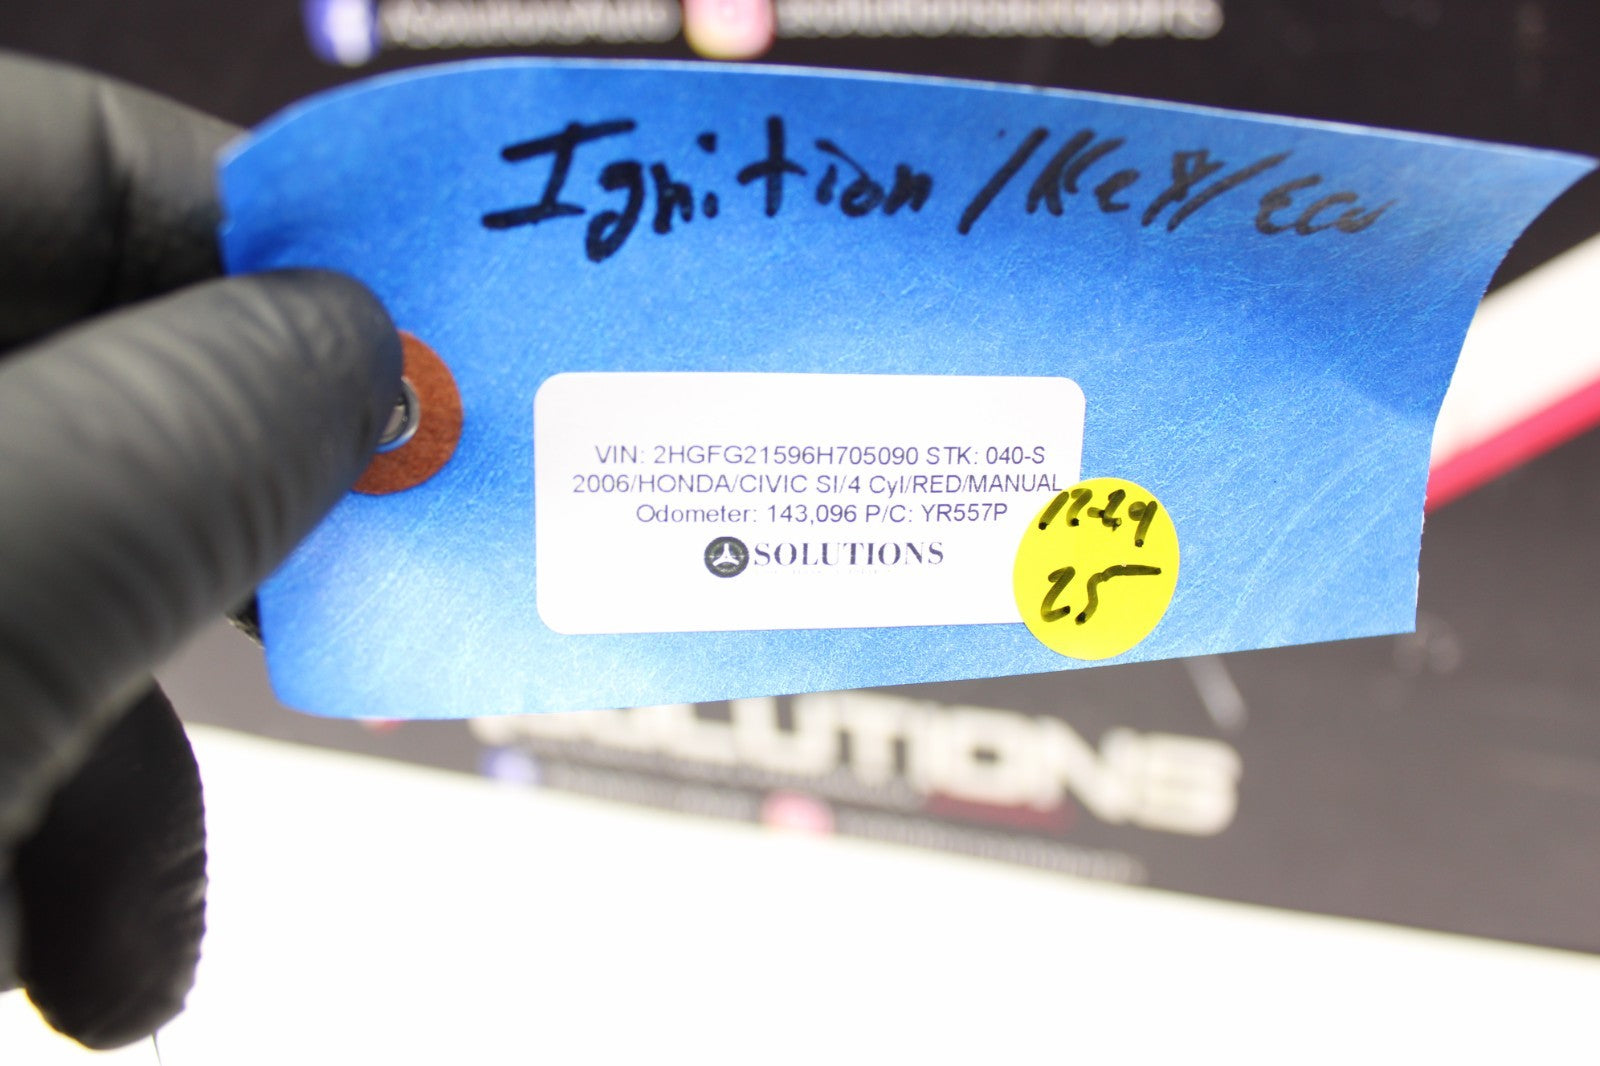 Ignition/Key/ECU
VIN: 2HGFG21596H705090 STK: 040-S
2006/HONDA/CIVIC SI/4 Cyl/RED/MANUAL
Odometer: 143,096 P/C: YR557P
SOLUTIONS
12-29
25
SOLUTIONS